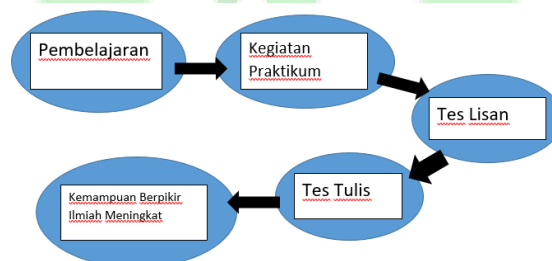 Pembelajaran
Kegiatan
Praktikum
Tes Lisan
Tes Tulis
Kemampuan Berpikir
Ilmiah Meningkat